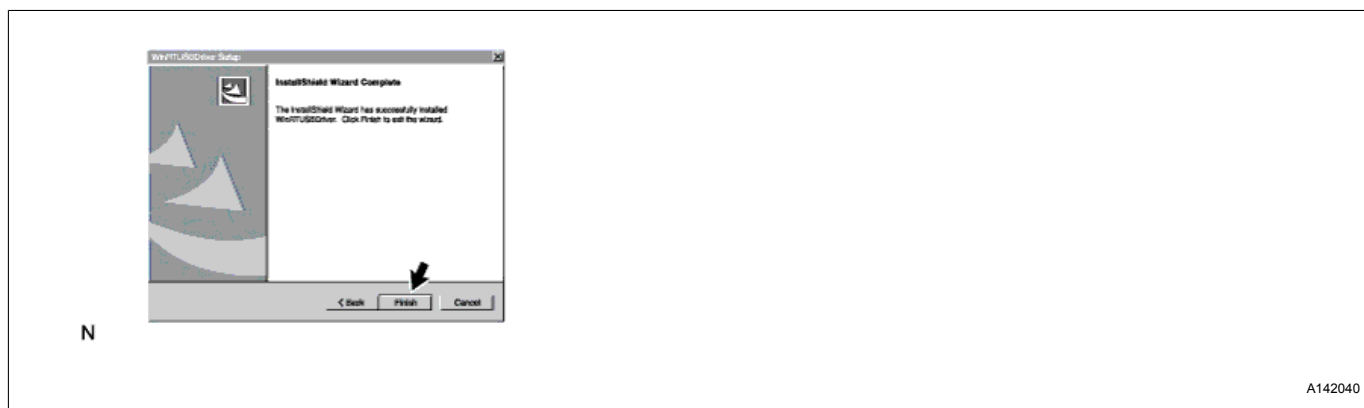 WinRTUSBDriver Setup
InstallShield Wizard Complete
The InstallShield Wizard has successfully installed
WinRTUSBDriver. Click Finish to exit the wizard.
< Back Finish Cancel
N
A142040